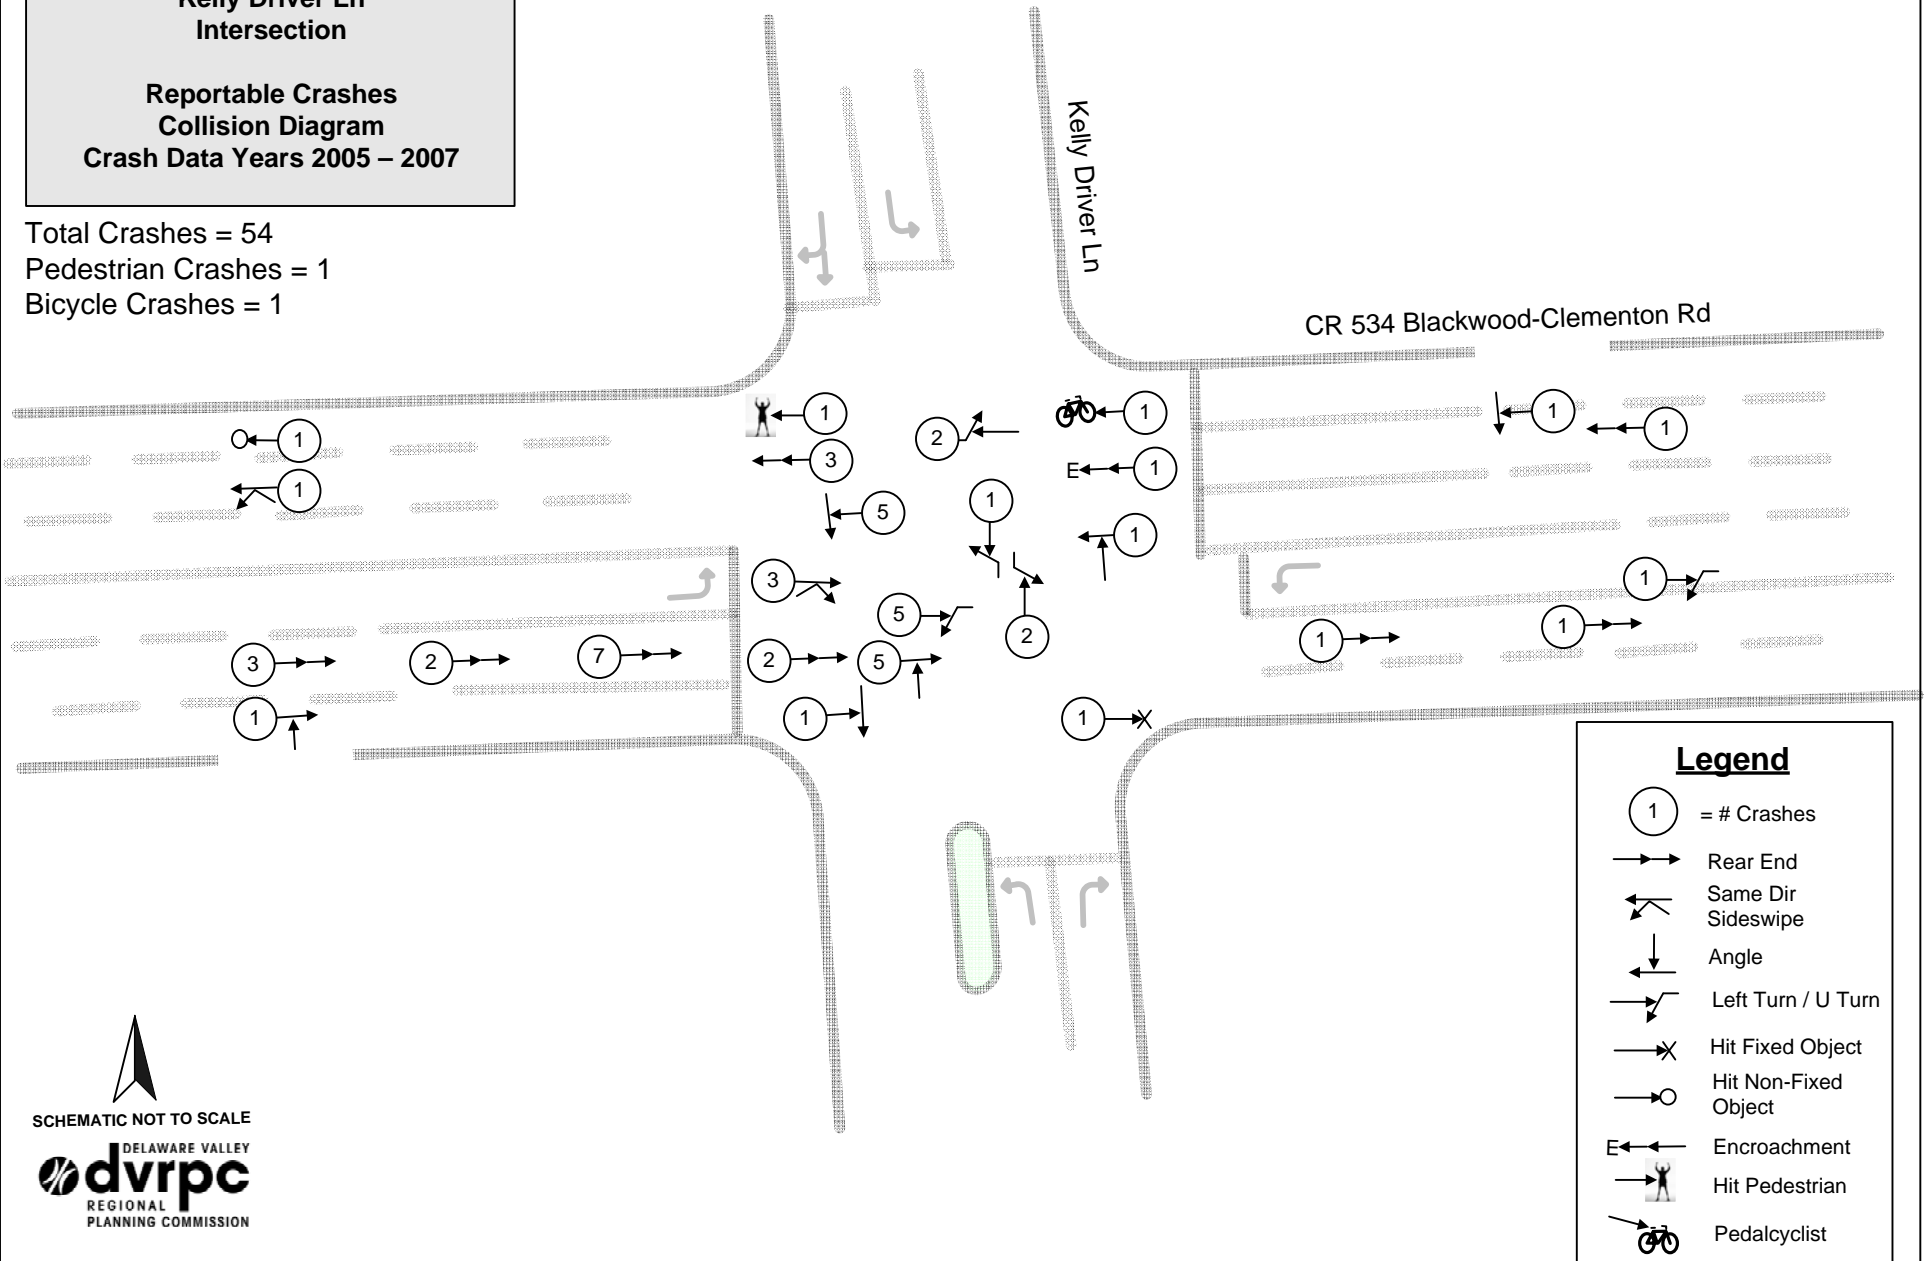 Kelly Driver Ln
Intersection
Reportable Crashes
Collision Diagram
Crash Data Years 2005 – 2007
Total Crashes = 54
Pedestrian Crashes = 1
Bicycle Crashes = 1
Kelly Driver Ln
CR 534 Blackwood-Clementon Rd
1
1
1
3
5
2
1
E
1
1
1
1
1
3
5
2
1
3
2
7
2
5
1
1
1
1
1
1
Legend
1 = # Crashes
Rear End
Same Dir
Sideswipe
Angle
Left Turn / U Turn
Hit Fixed Object
Hit Non-Fixed
Object
E Encroachment
Hit Pedestrian
Pedalcyclist
SCHEMATIC NOT TO SCALE
DELAWARE VALLEY
dvrpc
REGIONAL
PLANNING COMMISSION